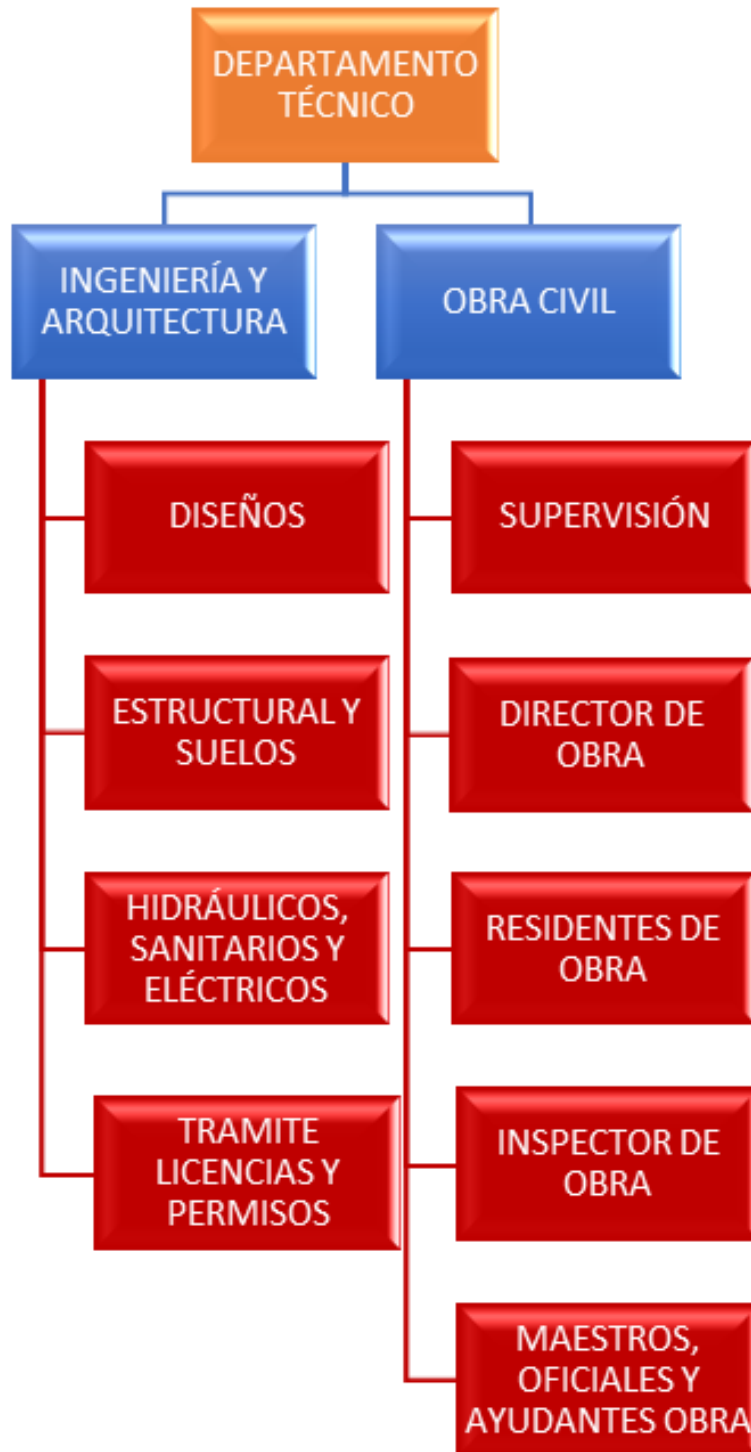 DEPARTAMENTO
TÉCNICO
INGENIERÍA Y
ARQUITECTURA
DISEÑOS
ESTRUCTURAL Y
SUELOS
HIDRÁULICOS,
SANITARIOS Y
ELÉCTRICOS
TRAMITE
LICENCIAS Y
PERMISOS
OBRA CIVIL
SUPERVISIÓN
DIRECTOR DE
OBRA
RESIDENTES DE
OBRA
INSPECTOR DE
OBRA
MAESTROS,
OFICIALES Y
AYUDANTES OBRA